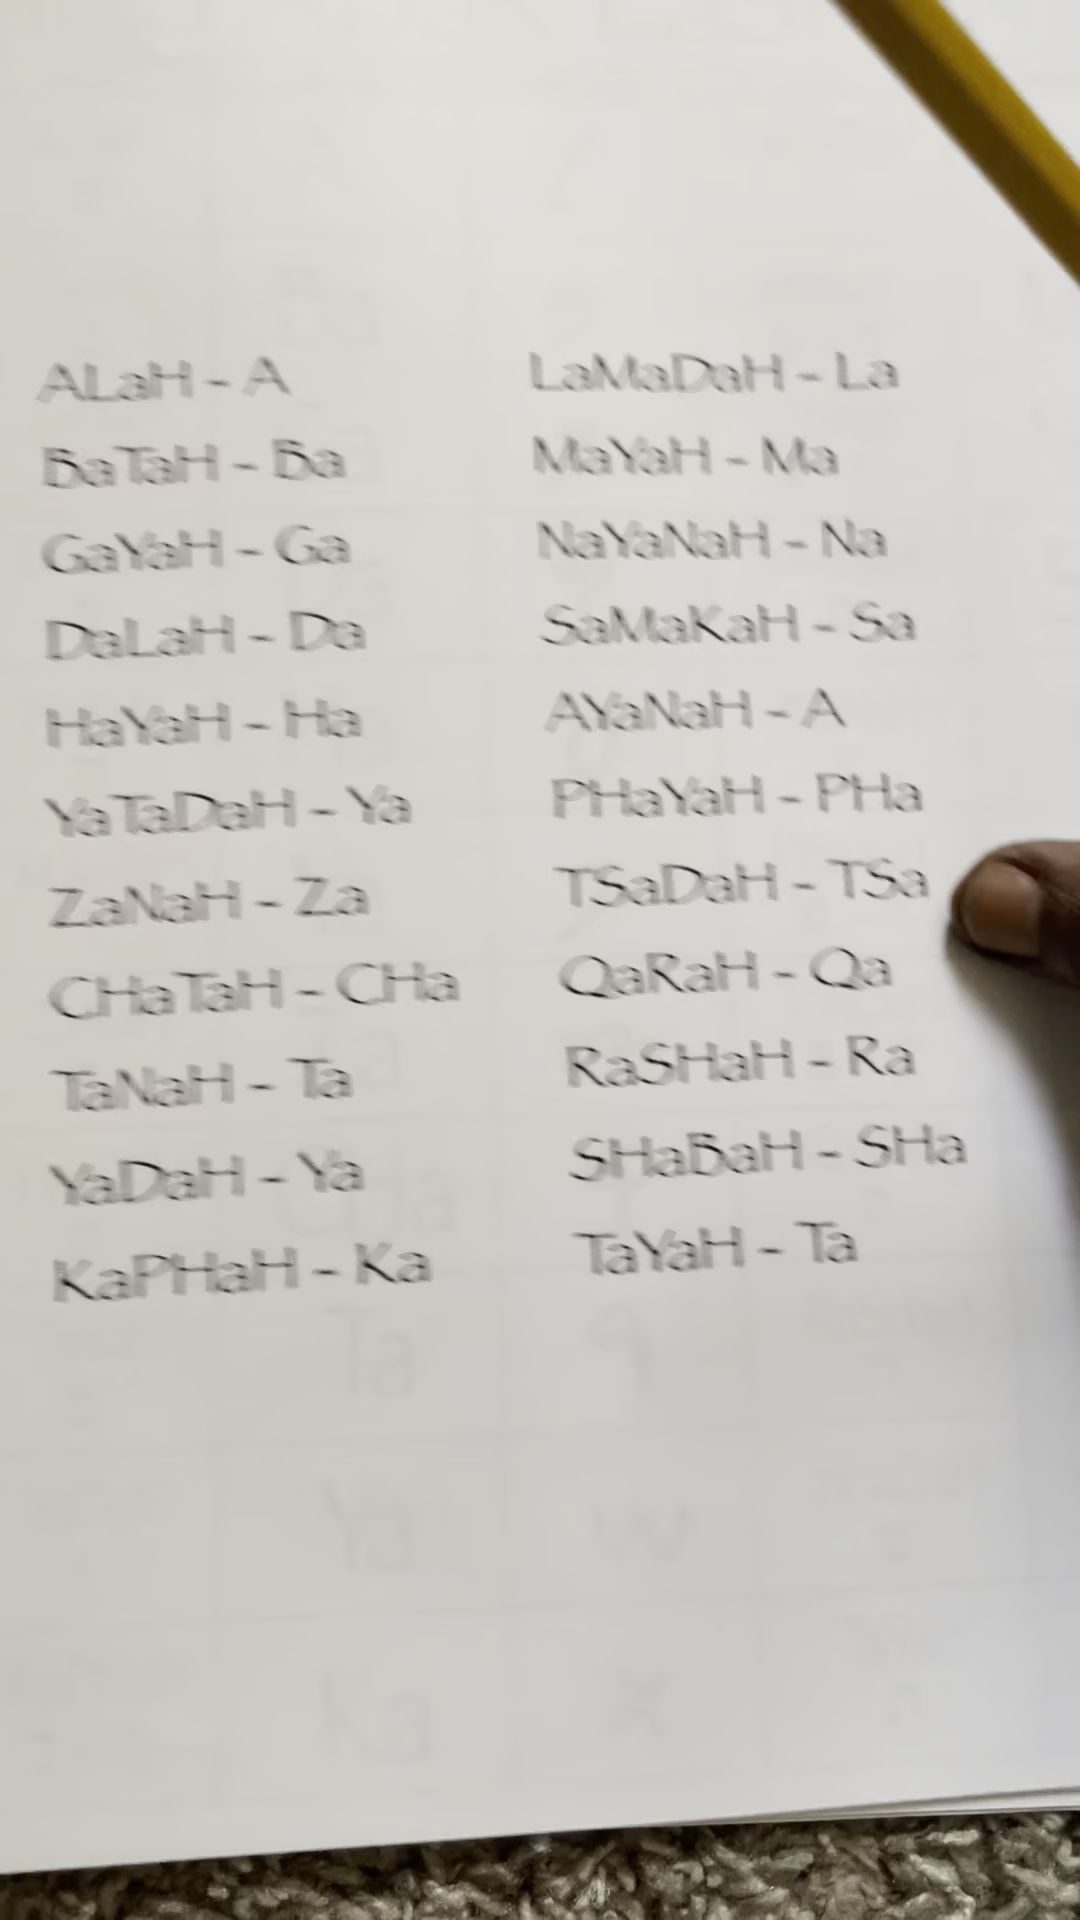 ALaH - A
BaTaH - Ba
GaYaH - Ga
DaLaH - Da
HaYaH - Ha
YaTaDaH - Ya
ZaNaH - Za
CHaTaH - CHa
TaNaH - Ta
YaDaH - Ya
KaPHaH - Ka
LaMaDaH - La
MaYaH - Ma
NaYaNaH - Na
SaMaKaH - Sa
AYaNaH - A
PHaYaH - PHa
TSaDaH - TSa
QaRaH - Qa
RaSHaH - Ra
SHaBaH - SHa
TaYaH - Ta